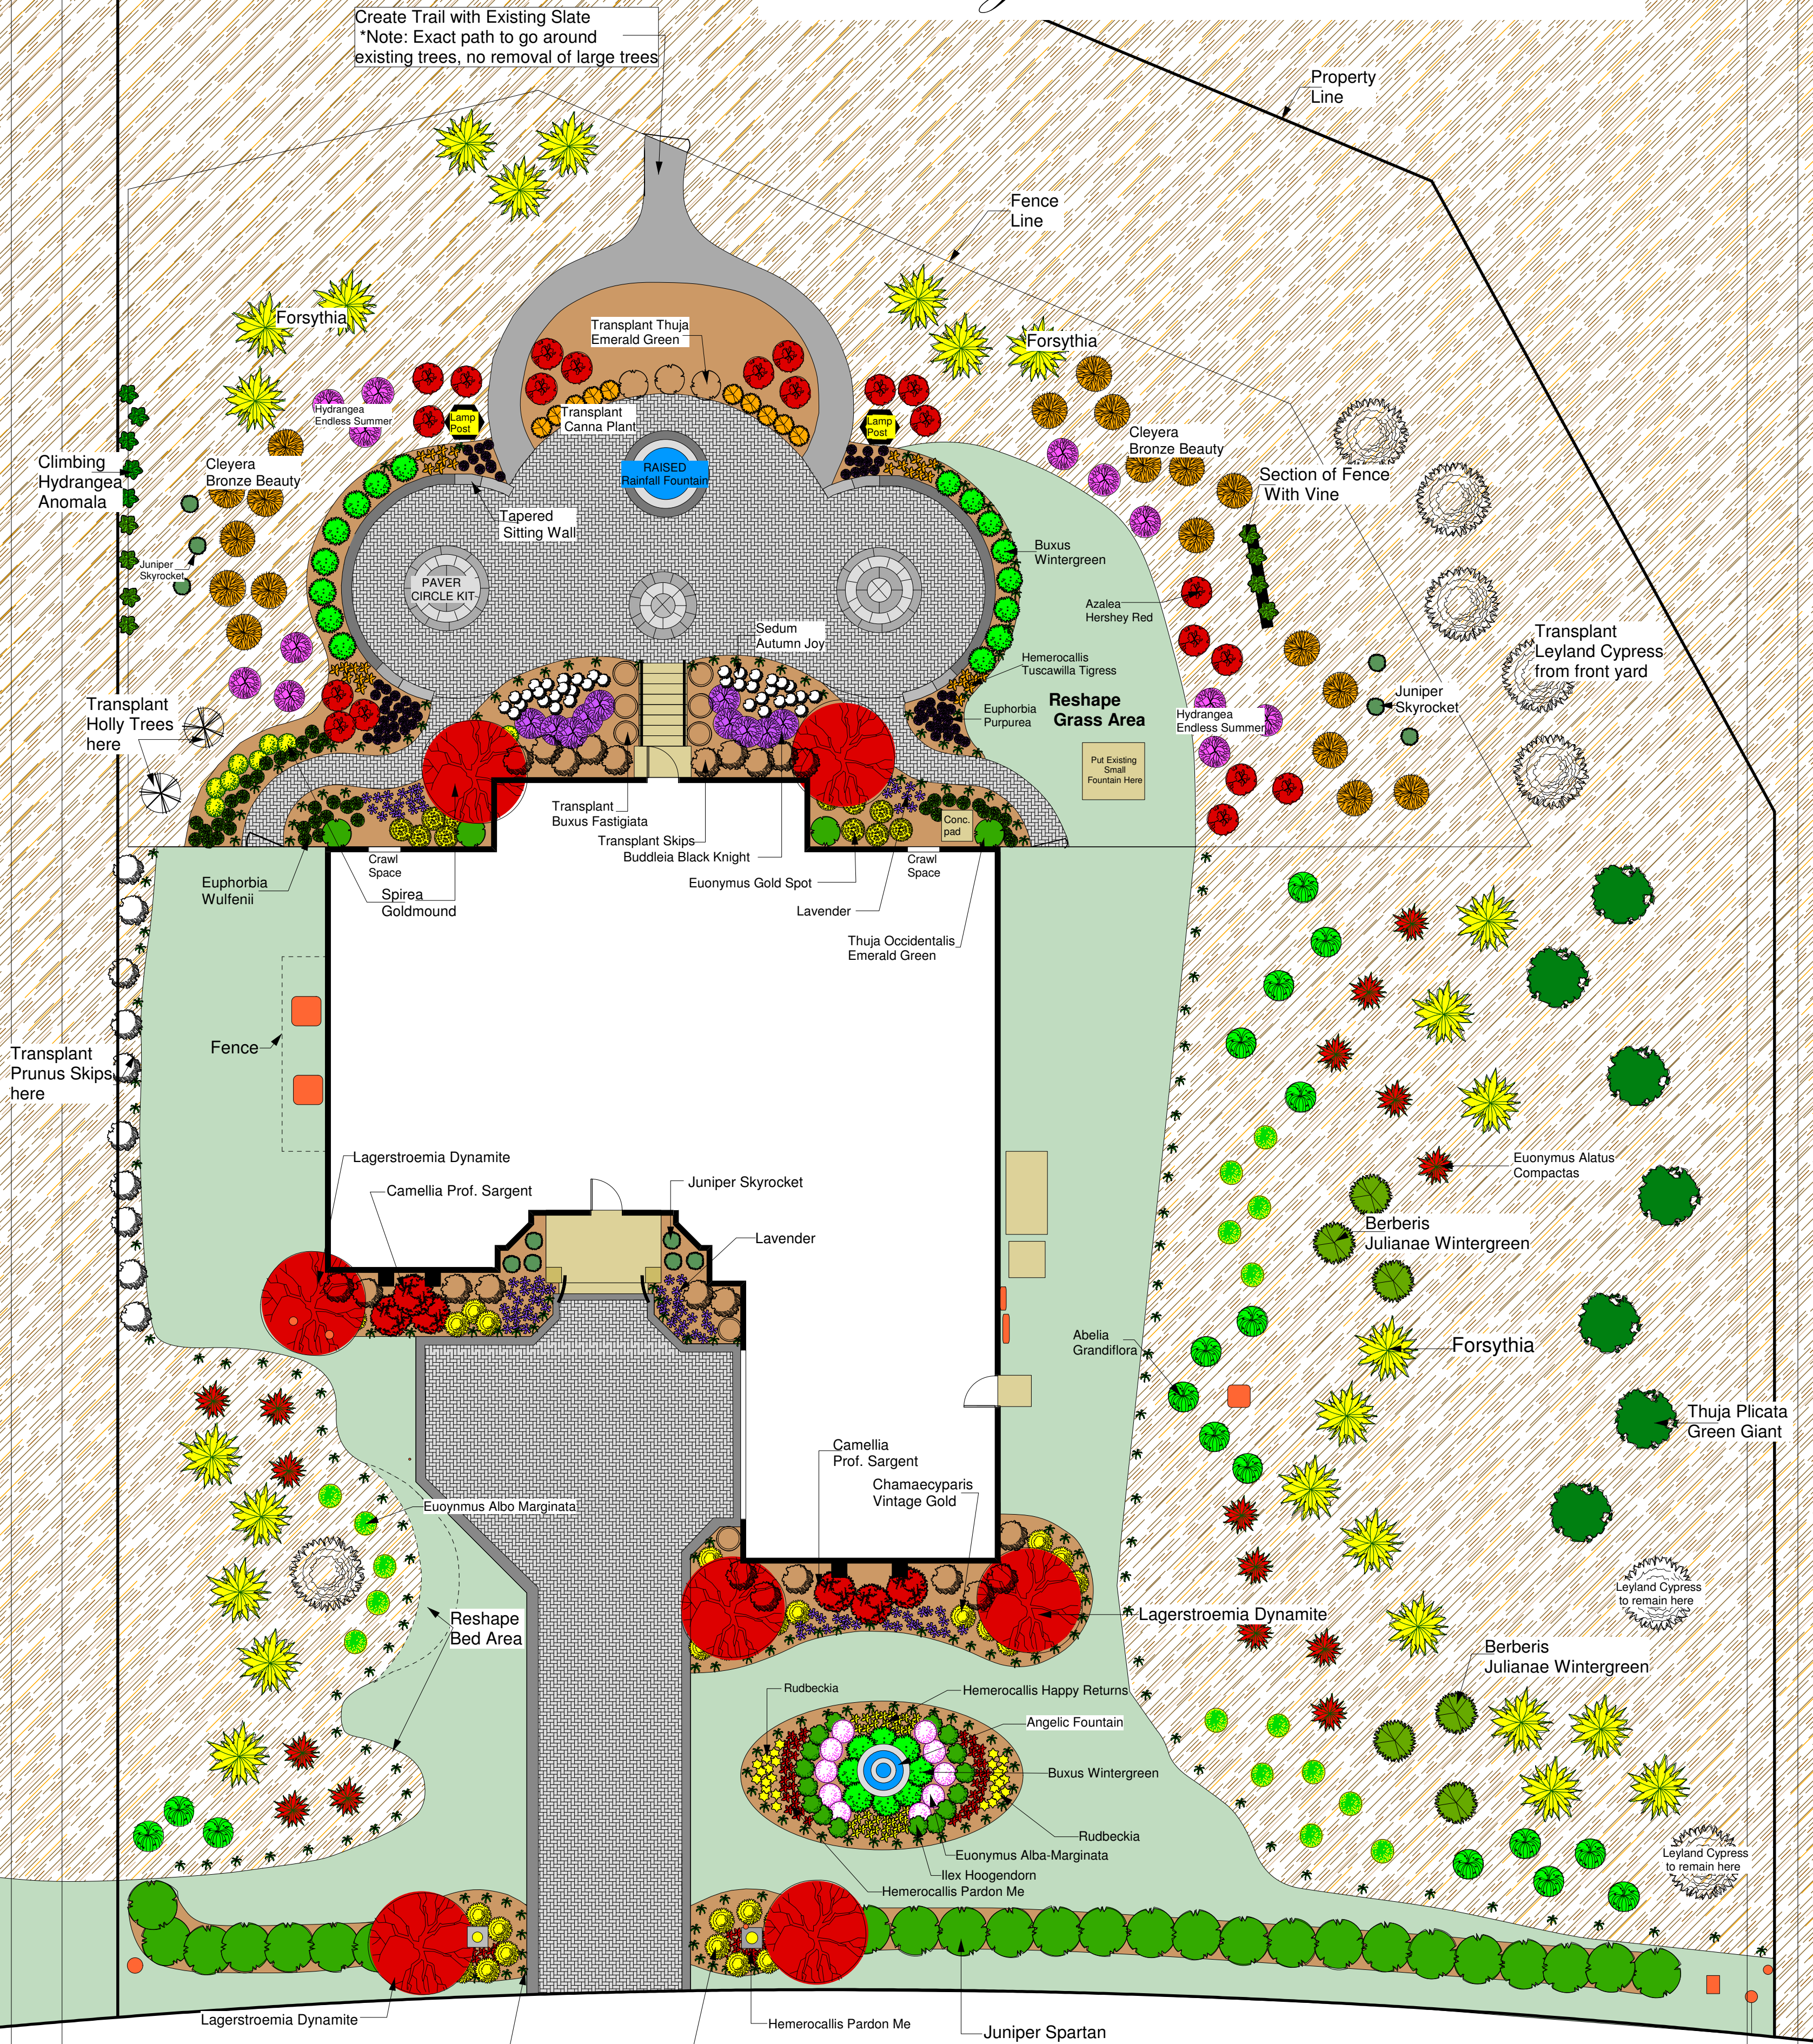 Create Trail with Existing Slate
*Note: Exact path to go around
existing trees, no removal of large trees
Property
Line
Fence
Line
Forsythia
Transplant Thuja
Emerald Green
Forsythia
Hydrangea
Endless Summer
Lamp
Post
Transplant
Canna Plant
Lamp
Post
Cleyera
Bronze Beauty
Climbing
Hydrangea
Anomala
Cleyera
Bronze Beauty
RAISED
Rainfall Fountain
Section of Fence
With Vine
Tapered
Sitting Wall
Juniper
Skyrocket
Buxus
Wintergreen
PAVER
CIRCLE KIT
Azalea
Hershey Red
Sedum
Autumn Joy
Transplant
Leyland Cypress
from front yard
Hemerocallis
Tuscawilla Tigress
Transplant
Holly Trees
here
Euphorbia
Purpurea
Reshape
Grass Area
Juniper
Skyrocket
Hydrangea
Endless Summer
Put Existing
Small
Fountain Here
Transplant
Buxus Fastigiata
Conc.
pad
Transplant Skips
Buddleia Black Knight
Crawl
Space
Crawl
Space
Euphorbia
Wulfenii
Spirea
Goldmound
Euonymus Gold Spot
Lavender
Thuja Occidentalis
Emerald Green
Fence
Transplant
Prunus Skips
here
Lagerstroemia Dynamite
Camellia Prof. Sargent
Juniper Skyrocket
Euonymus Alatus
Compactas
Lavender
Berberis
Julianae Wintergreen
Abelia
Grandiflora
Forsythia
Thuja Plicata
Green Giant
Camellia
Prof. Sargent
Chamaecyparis
Vintage Gold
Euoynmus Albo Marginata
Leyland Cypress
to remain here
Reshape
Bed Area
Lagerstroemia Dynamite
Berberis
Julianae Wintergreen
Rudbeckia
Hemerocallis Happy Returns
Angelic Fountain
Buxus Wintergreen
Rudbeckia
Euonymus Alba-Marginata
Leyland Cypress
to remain here
Ilex Hoogendorn
Hemerocallis Pardon Me
Lagerstroemia Dynamite
Hemerocallis Pardon Me
Juniper Spartan